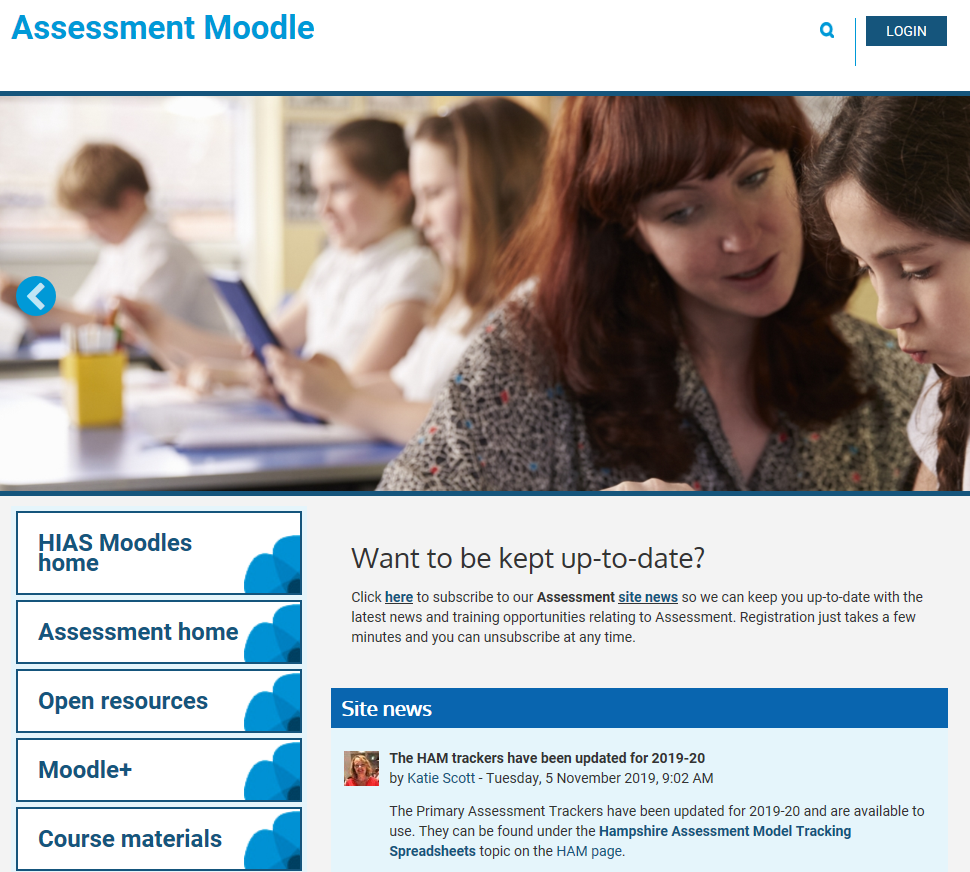 Assessment Moodle
LOGIN
HIAS Moodles
home
Assessment home
Open resources
Moodle+
Course materials
Want to be kept up-to-date?
Click here to subscribe to our Assessment site news so we can keep you up-to-date with the
latest news and training opportunities relating to Assessment. Registration just takes a few
minutes and you can unsubscribe at any time.
Site news
The HAM trackers have been updated for 2019-20
by Katie Scott - Tuesday, 5 November 2019, 9:02 AM
The Primary Assessment Trackers have been updated for 2019-20 and are available to
use. They can be found under the Hampshire Assessment Model Tracking
Spreadsheets topic on the HAM page.